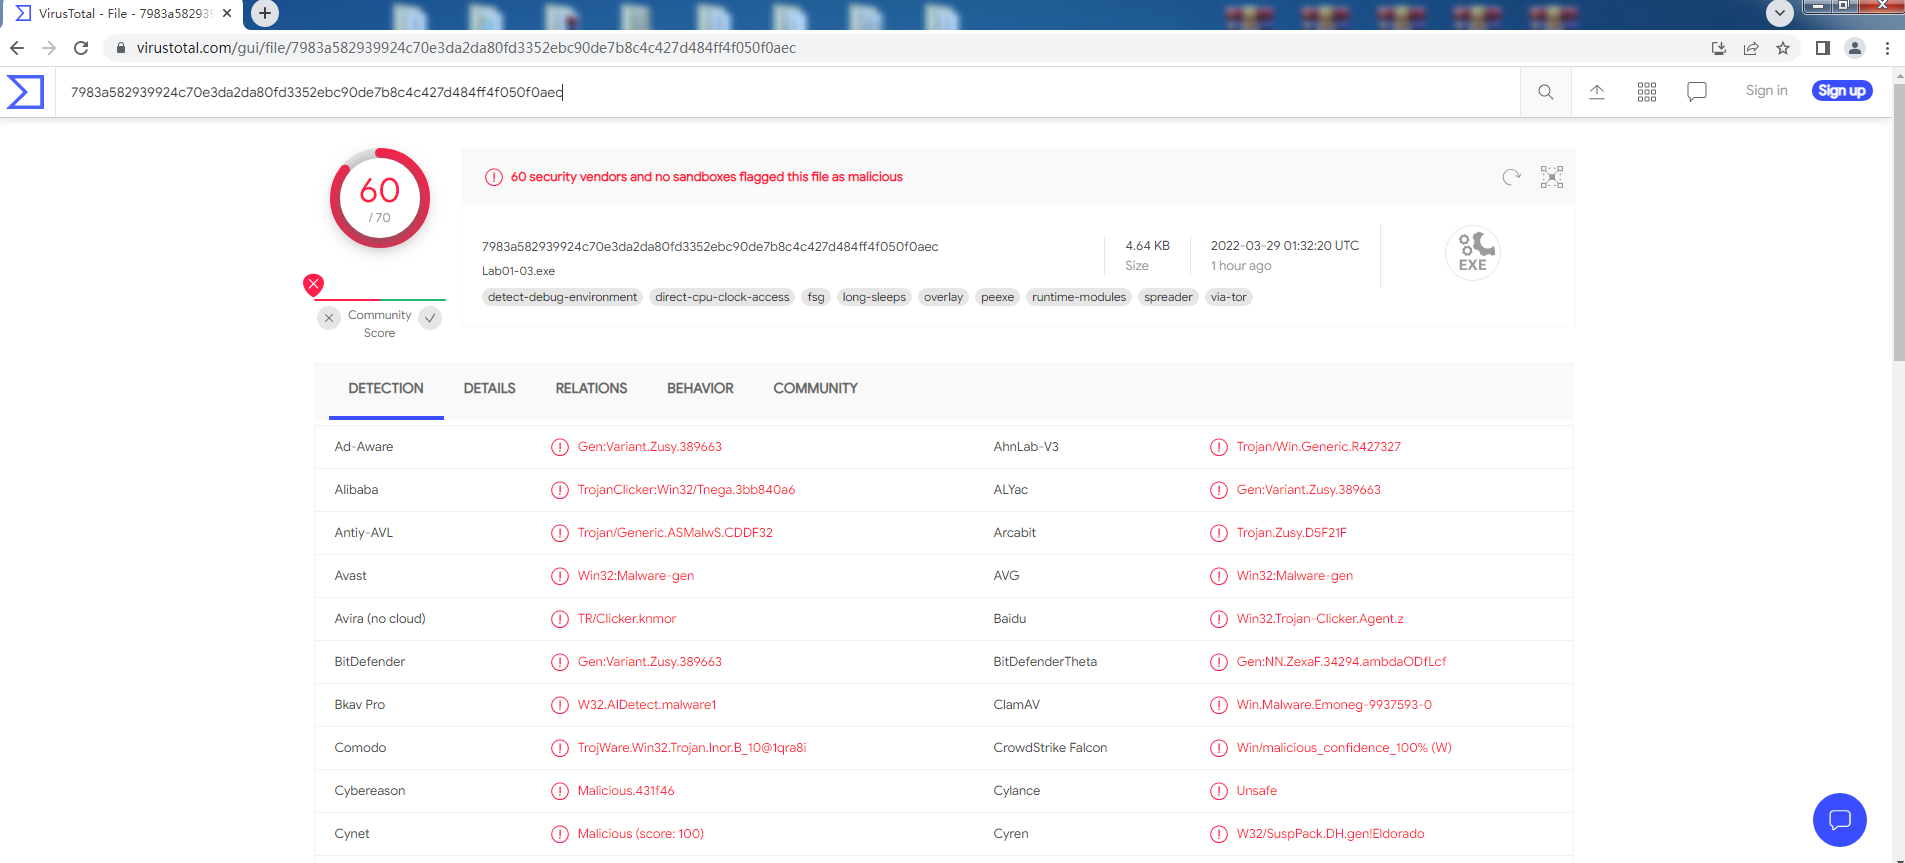 VirusTotal - File - 7983a58293
virustotal.com/gui/file/7983a582939924c70e3da2da80fd3352ebc90de7b8c4c427d484ff4f050f0aec
7983a582939924c70e3da2da80fd3352ebc90de7b8c4c427d484ff4f050f0aec
Sign in
Sign up
60
/ 70
60 security vendors and no sandboxes flagged this file as malicious
7983a582939924c70e3da2da80fd3352ebc90de7b8c4c427d484ff4f050f0aec
Lab01-03.exe
4.64 KB
Size
2022-03-29 01:32:20 UTC
1 hour ago
EXE
detect-debug-environment direct-cpu-clock-access fsg long-sleeps overlay peexe runtime-modules spreader via-tor
Community
Score
DETECTION DETAILS RELATIONS BEHAVIOR COMMUNITY
Ad-Aware Gen:Variant.Zusy.389663 AhnLab-V3 Trojan/Win.Generic.R427327
Alibaba TrojanClicker:Win32/Tnega.3bb840a6 ALYac Gen:Variant.Zusy.389663
Antiy-AVL Trojan/Generic.ASMalwS.CDDF32 Arcabit Trojan.Zusy.D5F21F
Avast Win32:Malware-gen AVG Win32:Malware-gen
Avira (no cloud) TR/Clicker.knmor Baidu Win32.Trojan-Clicker.Agent.z
BitDefender Gen:Variant.Zusy.389663 BitDefenderTheta Gen:NN.ZexaF.34294.ambdaODfLcf
Bkav Pro W32.AIDetect.malware1 ClamAV Win.Malware.Emoneg-9937593-0
Comodo TrojWare.Win32.Trojan.Inor.B_10@1qra8i CrowdStrike Falcon Win/malicious_confidence_100% (W)
Cybereason Malicious.431f46 Cylance Unsafe
Cynet Malicious (score: 100) Cyren W32/SuspPack.DH.gen!Eldorado